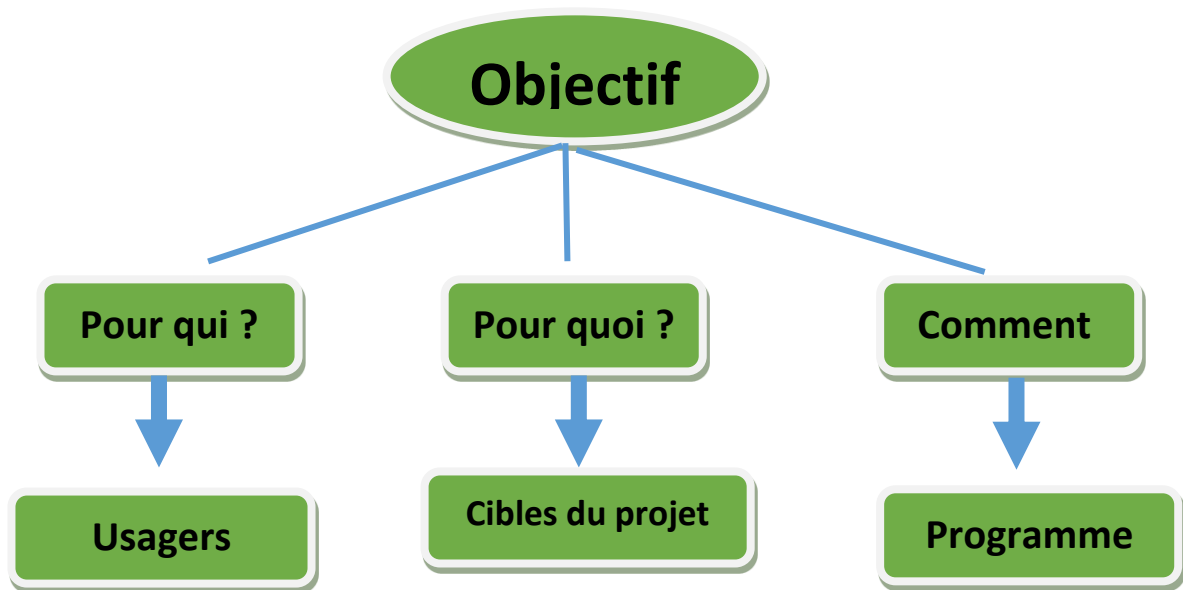 Objectif
Pour qui ?
Pour quoi ?
Comment
Usagers
Cibles du projet
Programme